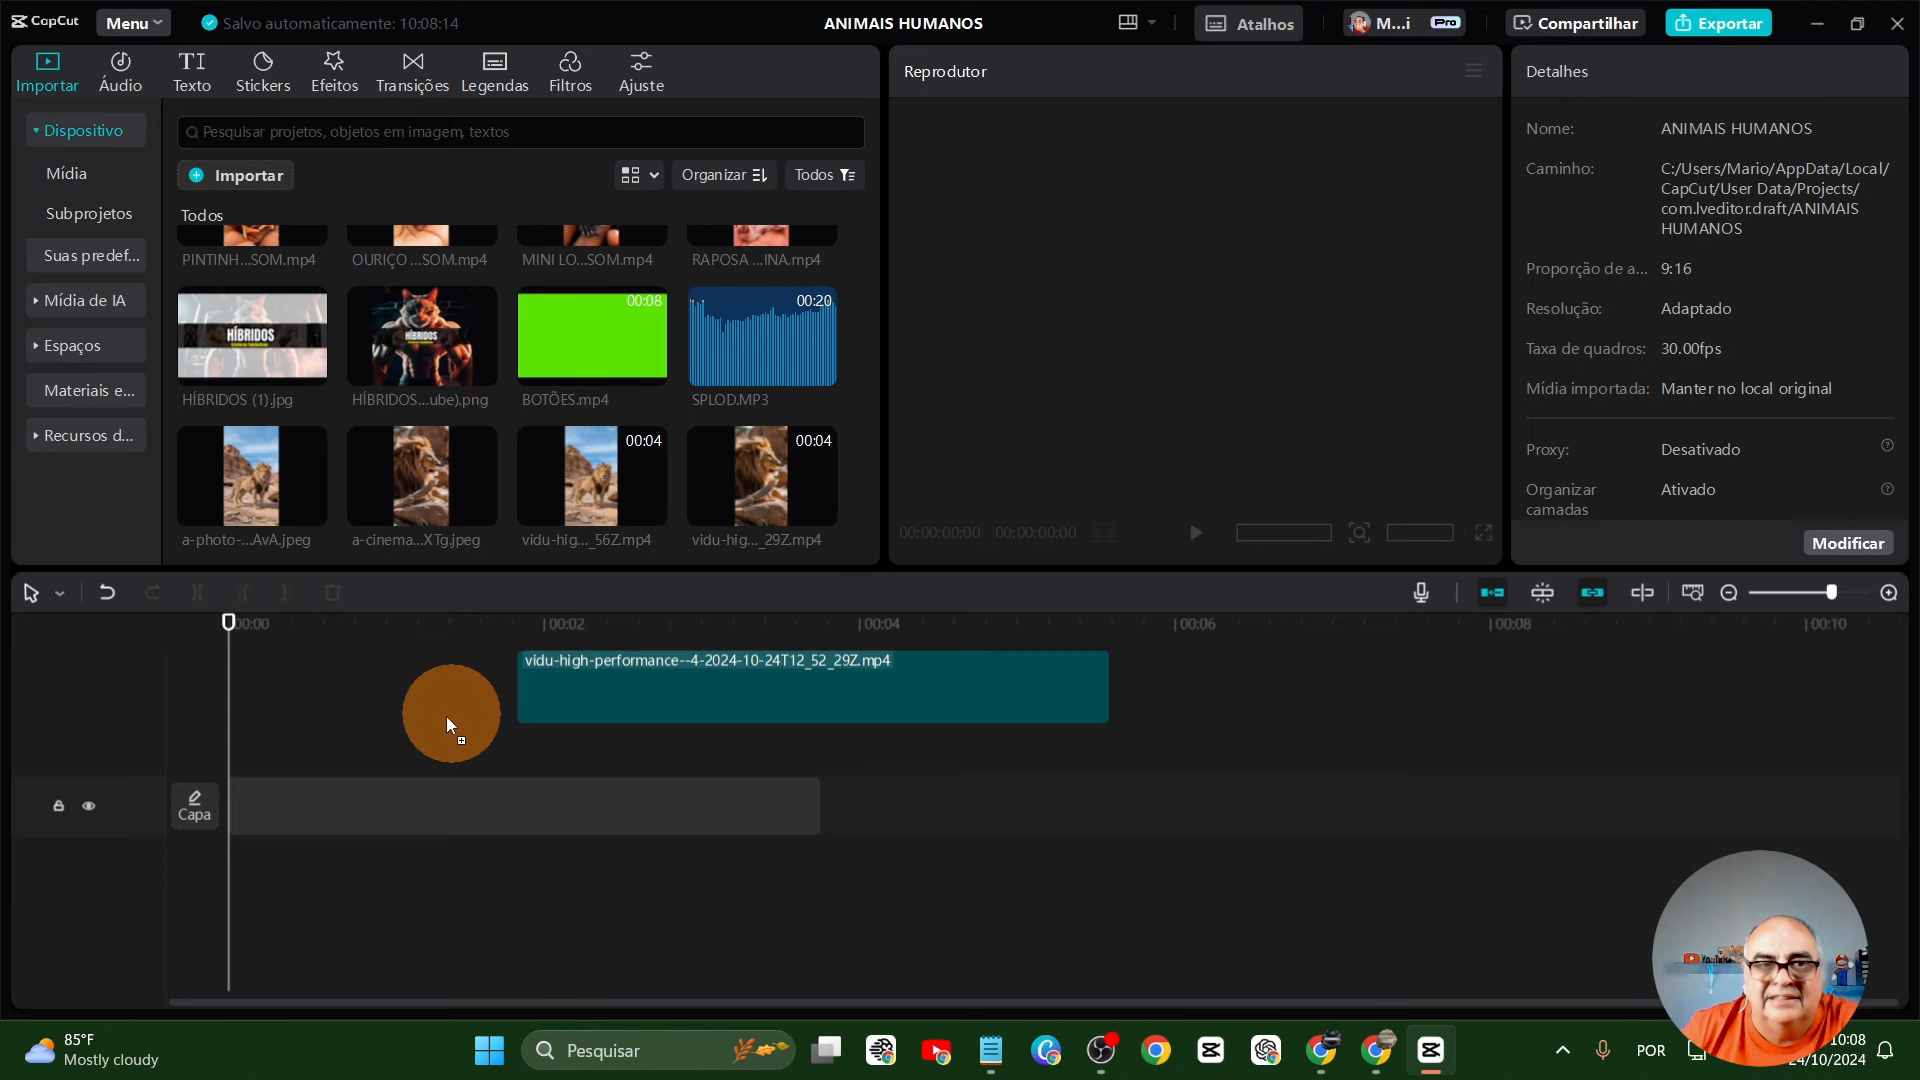 CapCut
Menu
Salvo automaticamente: 10:08:14
ANIMAIS HUMANOS
Atalhos
M...i
Pro
Compartilhar
Exportar
Importar
Áudio
Texto
Stickers
Efeitos
Transições
Legendas
Filtros
Ajuste
Dispositivo
Mídia
Subprojetos
Suas predef...
Mídia de IA
Espaços
Materiais e...
Recursos d...
Pesquisar projetos, objetos em imagem, textos
Importar
Organizar
Todos
Todos
PINTINH...SOM.mp4
OURIÇO ...SOM.mp4
MINI LO...SOM.mp4
RAPOSA ...INA.mp4
HÍBRIDOS
HÍBRIDOS
00:08
00:20
HÍBRIDOS (1).jpg
HÍBRIDOS...ube).png
BOTÕES.mp4
SPLOD.MP3
00:04
00:04
a-photo-...AvA.jpeg
a-cinema...XTg.jpeg
vidu-hig..._56Z.mp4
vidu-hig..._29Z.mp4
Reprodutor
00:00:00:00
00:00:00:00
Detalhes
Nome:
ANIMAIS HUMANOS
Caminho:
C:/Users/Mario/AppData/Local/
CapCut/User Data/Projects/
com.lveditor.draft/ANIMAIS
HUMANOS
Proporção de a...
9:16
Resolução:
Adaptado
Taxa de quadros:
30.00fps
Mídia importada:
Manter no local original
Proxy:
Desativado
Organizar
camadas
Ativado
Modificar
00:00
00:02
00:04
00:06
00:08
00:10
vidu-high-performance--4-2024-10-24T12_52_29Z.mp4
Capa
YouTube
85°F
Mostly cloudy
Pesquisar
POR
10:08
24/10/2024